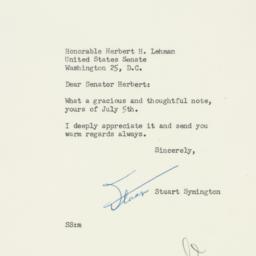 Honorable Herbert H. Lehman
United States Senate
Washington 25, D.C.
Dear Senator Herbert:
What a gracious and thoughtful note,
yours of July 5th.
I deeply appreciate it and send you
warm regards always.
Sincerely,
Stuart Symington
SS:m